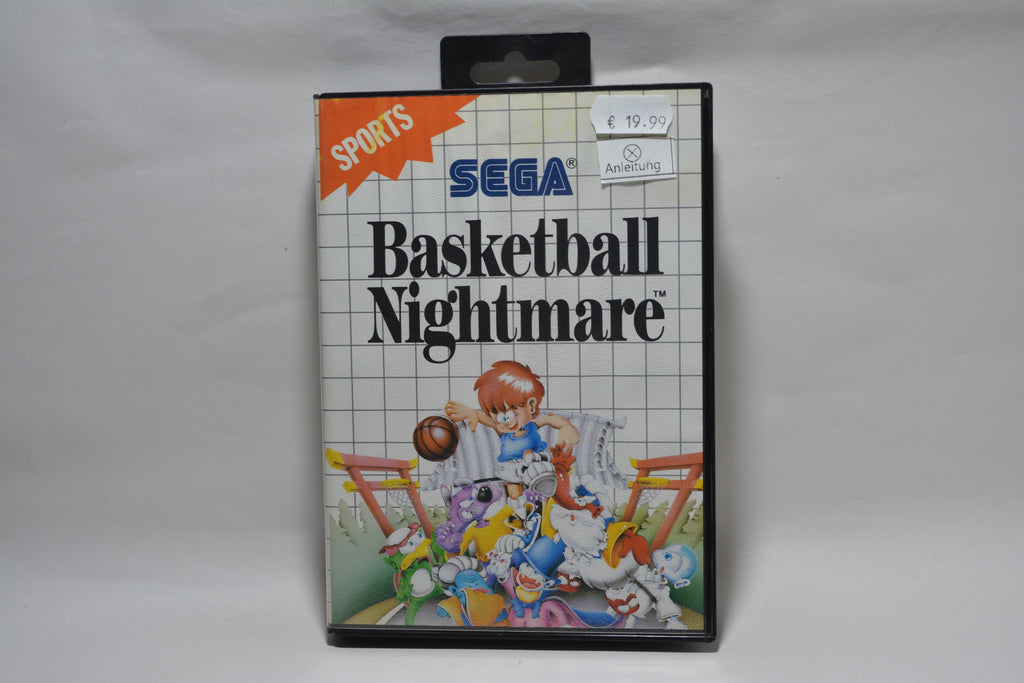 SPORTS
€ 19.99
Anleitung
SEGA®
Basketball
Nightmare™